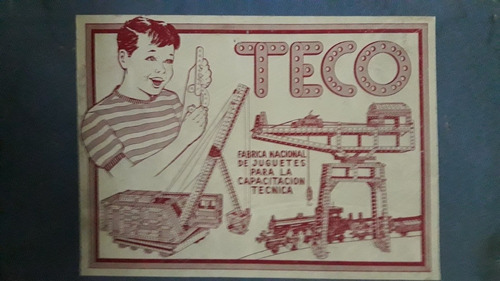 TECO
FABRICA NACIONAL
DE JUGUETES
PARA LA
CAPACITACION
TECNICA